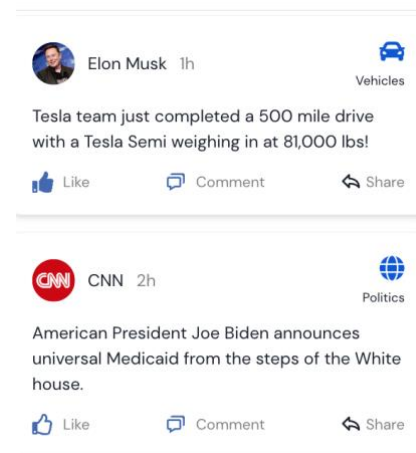 Elon Musk 1h
Vehicles
Tesla team just completed a 500 mile drive
with a Tesla Semi weighing in at 81,000 lbs!
Like Comment Share
CNN
CNN 2h
Politics
American President Joe Biden announces
universal Medicaid from the steps of the White
house.
Like Comment Share